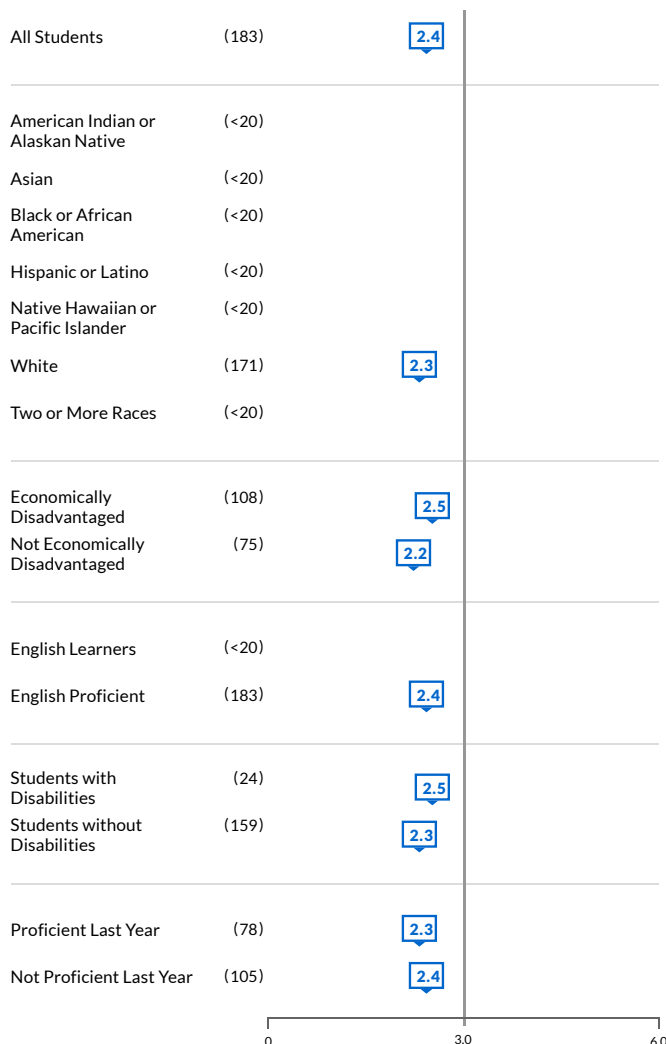 All Students (183) 2.4
American Indian or (<20)
Alaskan Native
Asian (<20)
Black or African (<20)
American
Hispanic or Latino (<20)
Native Hawaiian or (<20)
Pacific Islander
White (171) 2.3
Two or More Races (<20)
Economically (108) 2.5
Disadvantaged
Not Economically (75) 2.2
Disadvantaged
English Learners (<20)
English Proficient (183) 2.4
Students with (24) 2.5
Disabilities
Students without (159) 2.3
Disabilities
Proficient Last Year (78) 2.3
Not Proficient Last Year (105) 2.4
0 3.0 6.0